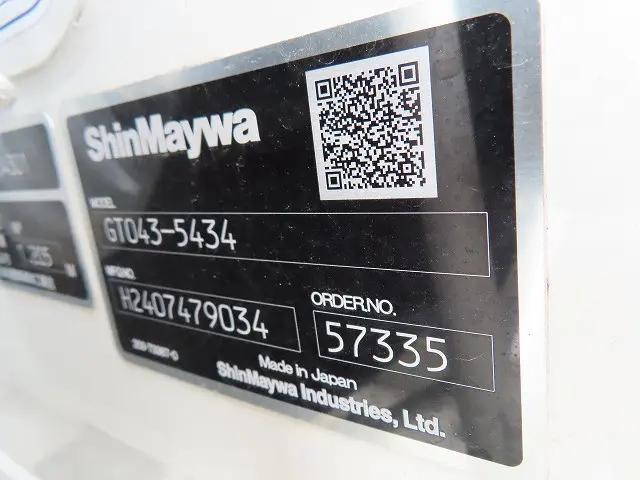 ShinMaywa
MODEL
GT043-5434
MFG.NO.
H2407479034
ORDER.NO.
57335
Made in Japan
ShinMaywa Industries, Ltd.